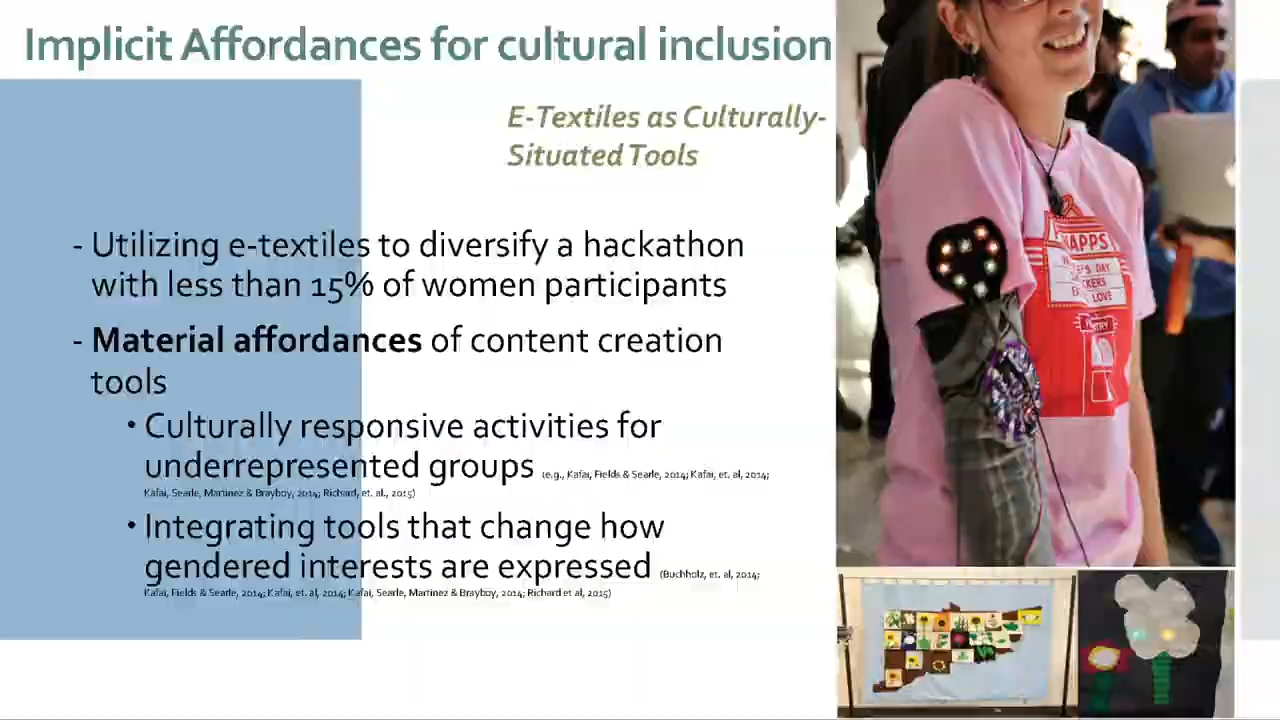 Implicit Affordances for cultural inclusion
E-Textiles as Culturally-
Situated Tools
- Utilizing e-textiles to diversify a hackathon
with less than 15% of women participants
- Material affordances of content creation
tools
• Culturally responsive activities for
underrepresented groups (e.g., Kafai, Fields & Searle, 2014; Kafai, et. al, 2014;
Kafai, Searle, Martinez & Brayboy, 2014; Richard, et. al., 2015)
• Integrating tools that change how
gendered interests are expressed (Buchholz, et. al, 2014;
Kafai, Fields & Searle, 2014; Kafai, et. al, 2014; Kafai, Searle, Martinez & Brayboy, 2014; Richard et al, 2015)
DAY
LOVE